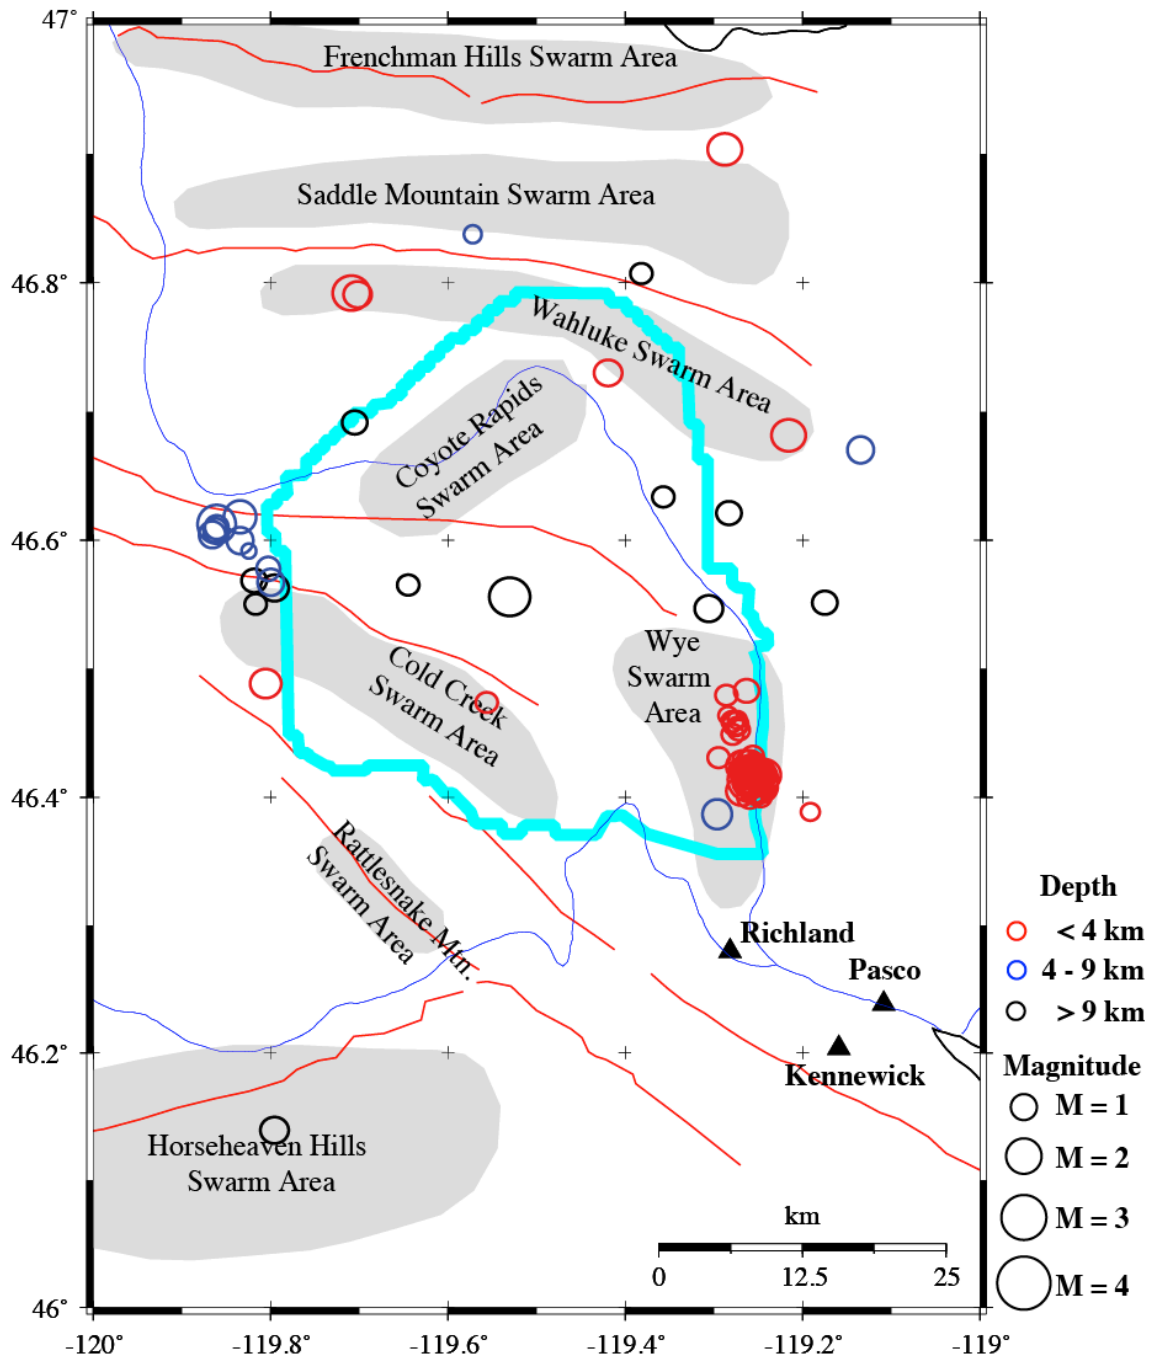 47°
Frenchman Hills Swarm Area
Saddle Mountain Swarm Area
46.8°
Wahluke Swarm Area
Coyote Rapids
Swarm Area
46.6°
Wye
Swarm
Area
Cold Creek
Swarm Area
46.4°
Rattlesnake Mtn.
Swarm Area
Depth
< 4 km
4 - 9 km
> 9 km
Richland
Pasco
Kennewick
46.2°
Magnitude
M = 1
M = 2
M = 3
M = 4
Horseheaven Hills
Swarm Area
km
0 12.5 25
46°
-120° -119.8° -119.6° -119.4° -119.2° -119°